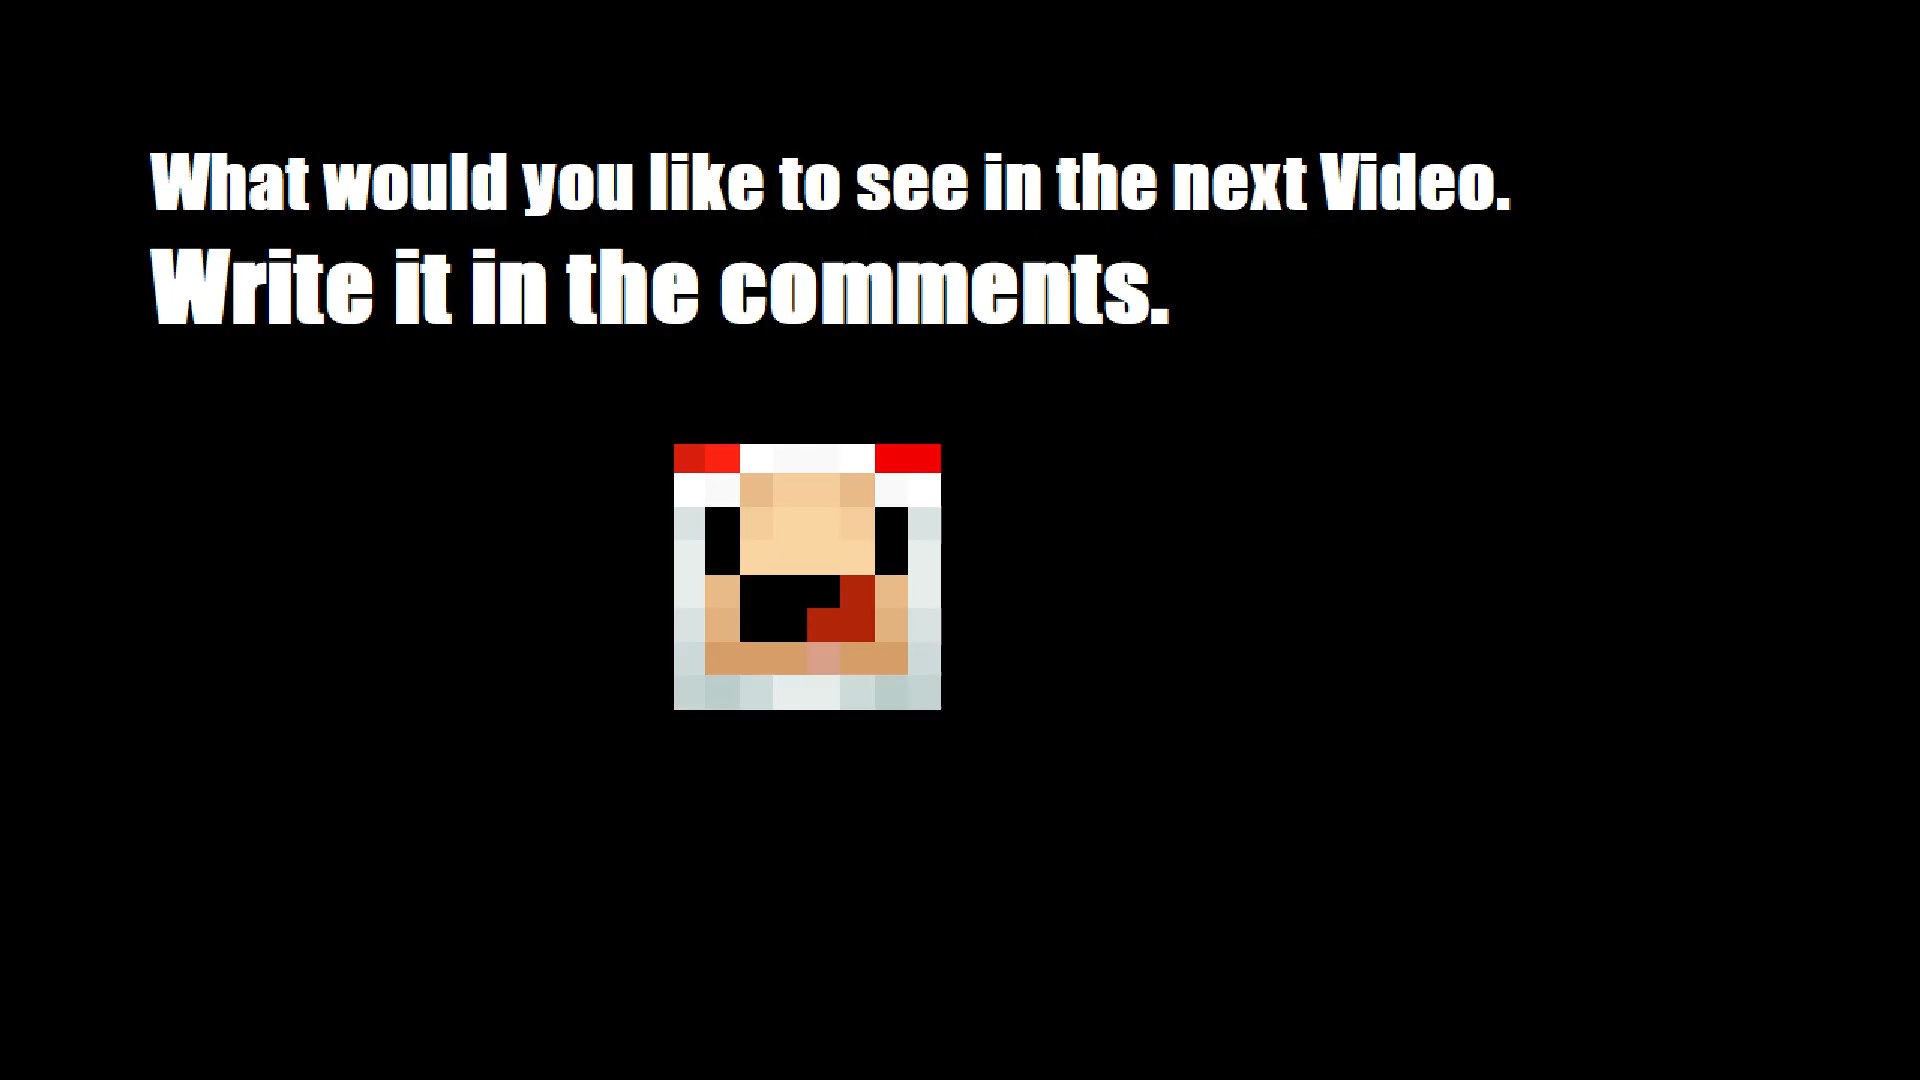 What would you like to see in the next Video.
Write it in the comments.